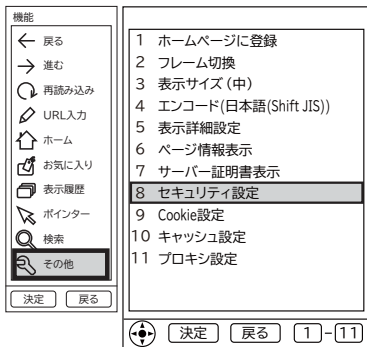 機能
戻る
進む
再読み込み
URL入力
ホーム
お気に入り
表示履歴
ポインター
検索
その他
決定 戻る
1 ホームページに登録
2 フレーム切換
3 表示サイズ(中)
4 エンコード(日本語(Shift JIS))
5 表示詳細設定
6 ページ情報表示
7 サーバー証明書表示
8 セキュリティ設定
9 Cookie設定
10 キャッシュ設定
11 プロキシ設定
決定 戻る 1-11